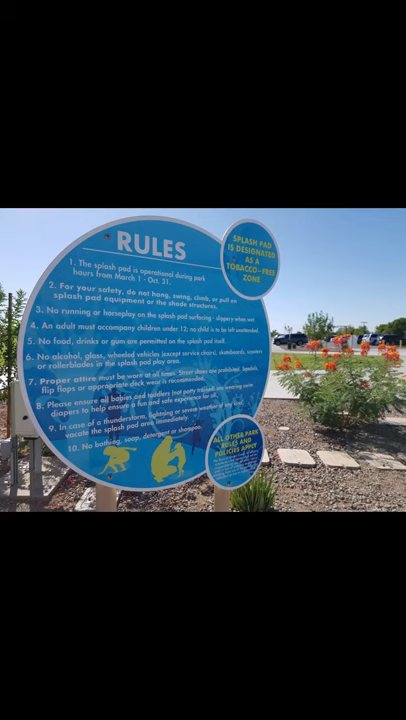 RULES
1. The splash pad is operational during park
hours from March 1 - Oct. 31.
2. For your safety, do not hang, swing, climb, or pull on
splash pad equipment or the shade structures.
3. No running or horseplay on the splash pad surfacing - slippery when wet.
4. An adult must accompany children under 12; no child is to be left unattended.
5. No food, drinks or gum are permitted on the splash pad itself.
6. No alcohol, glass, wheeled vehicles (except service chairs), skateboards, scooters
or rollerblades in the splash pad play area.
7. Proper attire must be worn at all times. Street shoes are prohibited. Sandals,
flip flops or appropriate deck wear is recommended.
8. Please ensure all babies and toddlers (not potty trained) are wearing swim
diapers to help ensure a fun and safe experience for all.
9. In case of a thunderstorm, lightning or severe weather of any kind,
vacate the splash pad area immediately.
10. No bathing, soap, detergent or shampoo.
SPLASH PAD
IS DESIGNATED
AS A
TOBACCO-FREE
ZONE
ALL OTHER PARK
RULES AND
POLICIES APPLY